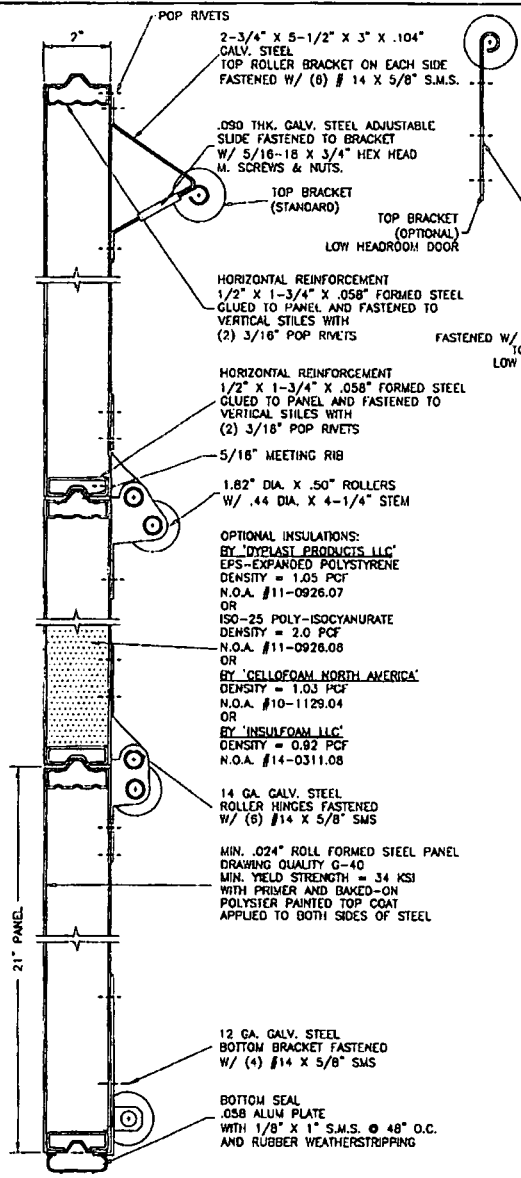 POP RIVETS
2"
2-3/4" X 5-1/2" X 3" X .104"
GALV. STEEL
TOP ROLLER BRACKET ON EACH SIDE
FASTENED W/ (6) # 14 X 5/8" S.M.S.
.090 THK. GALV. STEEL ADJUSTABLE
SLIDE FASTENED TO BRACKET
W/ 5/16-18 X 3/4" HEX HEAD
M. SCREWS & NUTS.
TOP BRACKET
(STANDARD)
TOP BRACKET
(OPTIONAL)
LOW HEADROOM DOOR
HORIZONTAL REINFORCEMENT
1/2" X 1-3/4" X .058" FORMED STEEL
GLUED TO PANEL AND FASTENED TO
VERTICAL STILES WITH
(2) 3/16" POP RIVETS
FASTENED W/
TO
LOW
HORIZONTAL REINFORCEMENT
1/2" X 1-3/4" X .058" FORMED STEEL
GLUED TO PANEL AND FASTENED TO
VERTICAL STILES WITH
(2) 3/16" POP RIVETS
5/16" MEETING RIB
1.82" DIA. X .50" ROLLERS
W/ .44 DIA. X 4-1/4" STEM
OPTIONAL INSULATIONS:
BY 'DYPLAST PRODUCTS LLC'
EPS-EXPANDED POLYSTYRENE
DENSITY = 1.05 PCF
N.O.A. #11-0926.07
OR
ISO-25 POLY-ISOCYANURATE
DENSITY = 2.0 PCF
N.O.A. #11-0926.08
OR
BY 'CELLOFOAM NORTH AMERICA'
DENSITY = 1.03 PCF
N.O.A. #10-1129.04
OR
BY 'INSULFOAM LLC'
DENSITY = 0.92 PCF
N.O.A. #14-0311.08
14 GA. GALV. STEEL
ROLLER HINGES FASTENED
W/ (6) #14 X 5/8" SMS
MIN. .024" ROLL FORMED STEEL PANEL
DRAWING QUALITY G-40
MIN. YIELD STRENGTH = 34 KSI
WITH PRIMER AND BAKED-ON
POLYSTER PAINTED TOP COAT
APPLIED TO BOTH SIDES OF STEEL
21" PANEL
12 GA. GALV. STEEL
BOTTOM BRACKET FASTENED
W/ (4) #14 X 5/8" SMS
BOTTOM SEAL
.058 ALUM PLATE
WITH 1/8" X 1" S.M.S. @ 48" O.C.
AND RUBBER WEATHERSTRIPPING